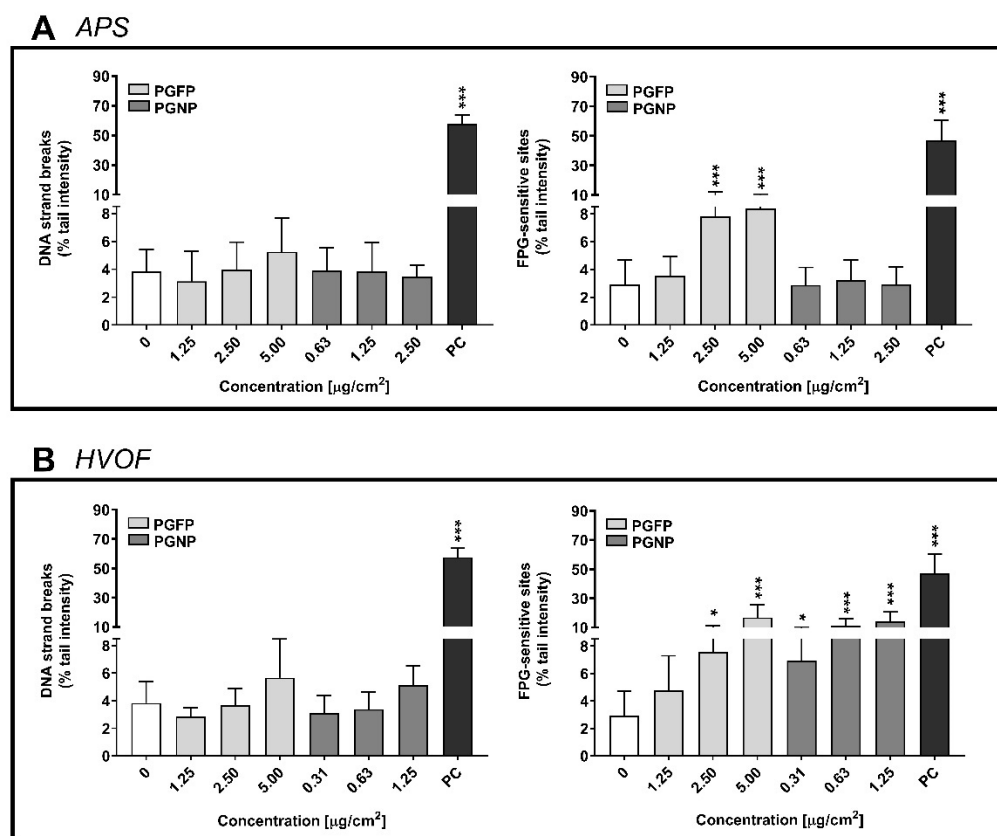 A APS
90
70
50
30
10
8
6
4
2
0
DNA strand breaks
(% tail intensity)
PGFP
PGNP
***
0 1.25 2.50 5.00 0.63 1.25 2.50 PC
Concentration [µg/cm²]
90
70
50
30
10
8
6
4
2
0
FPG-sensitive sites
(% tail intensity)
PGFP
PGNP
*** *** ***
0 1.25 2.50 5.00 0.63 1.25 2.50 PC
Concentration [µg/cm²]
B HVOF
90
70
50
30
10
8
6
4
2
0
DNA strand breaks
(% tail intensity)
PGFP
PGNP
***
0 1.25 2.50 5.00 0.31 0.63 1.25 PC
Concentration [µg/cm²]
90
70
50
30
10
8
6
4
2
0
FPG-sensitive sites
(% tail intensity)
PGFP
PGNP
* *** * *** *** ***
0 1.25 2.50 5.00 0.31 0.63 1.25 PC
Concentration [µg/cm²]